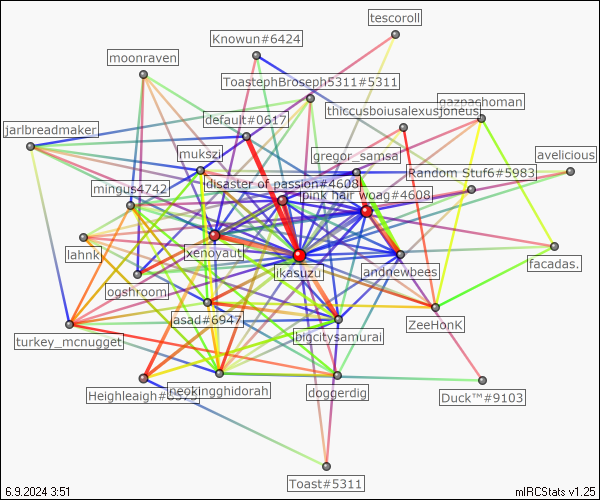 tescoroll
Knowun#6424
moonraven
ToastephBroseph5311#5311
gazpachoman
thiccusboiusalexusjoneus
default#0617
jarlbreadmaker
mukszi
gregor_samsa
avelicious
Random Stuf6#5983
mingus4742
disaster of passion#4608
pink hair woag#4608
lahnk
xenoyaut
ikasuzu
andnewbees
facadas.
ogshroom
asad#6947
ZeeHonK
turkey_mcnugget
bigcitysamurai
Heighleaigh#
neokingghidorah
doggerdig
Duck™#9103
Toast#5311
6.9.2024 3:51
mIRCStats v1.25